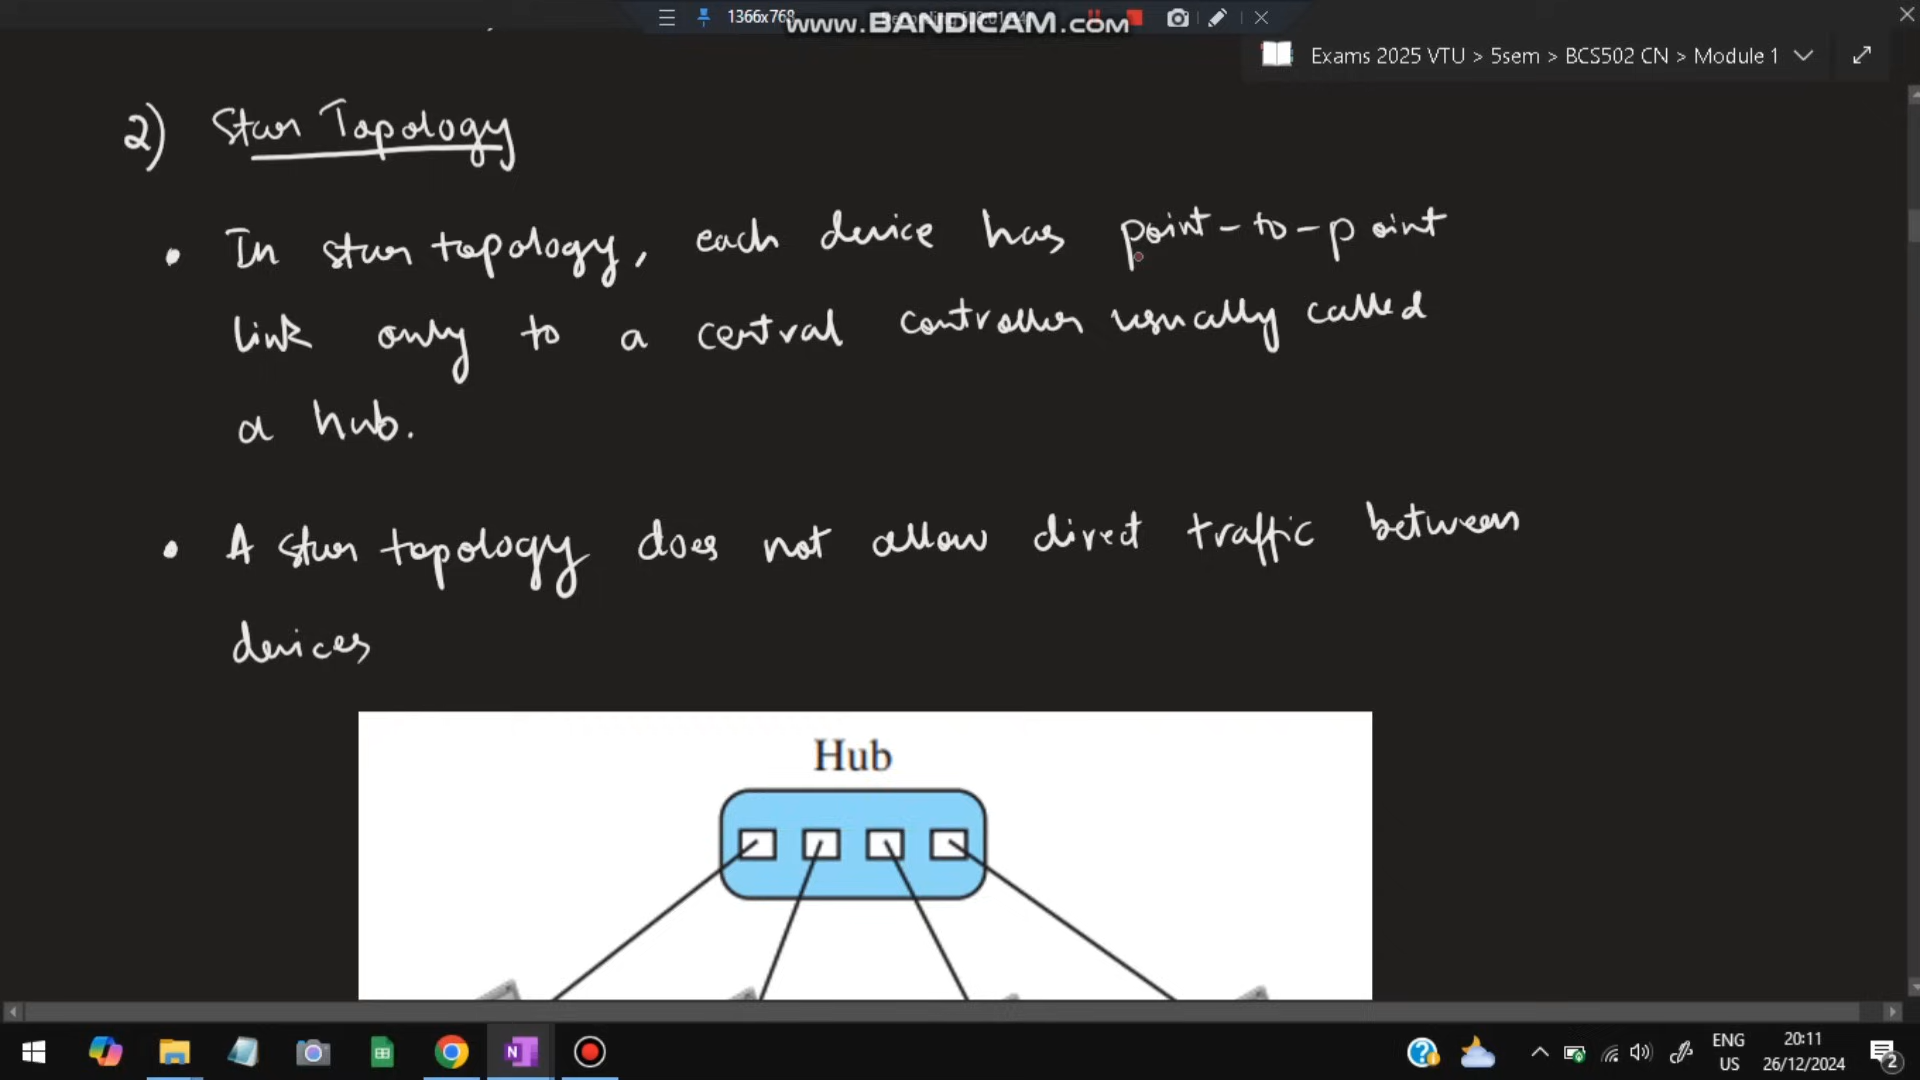 1366x768
www.BANDICAM.com
Exams 2025 VTU > 5sem > BCS502 CN > Module 1
2) Star Topology
• In star topology, each device has point-to-point
link only to a central controller usually called
a hub.
• A star topology does not allow direct traffic between
devices
Hub
N
ENG
US
20:11
26/12/2024
2